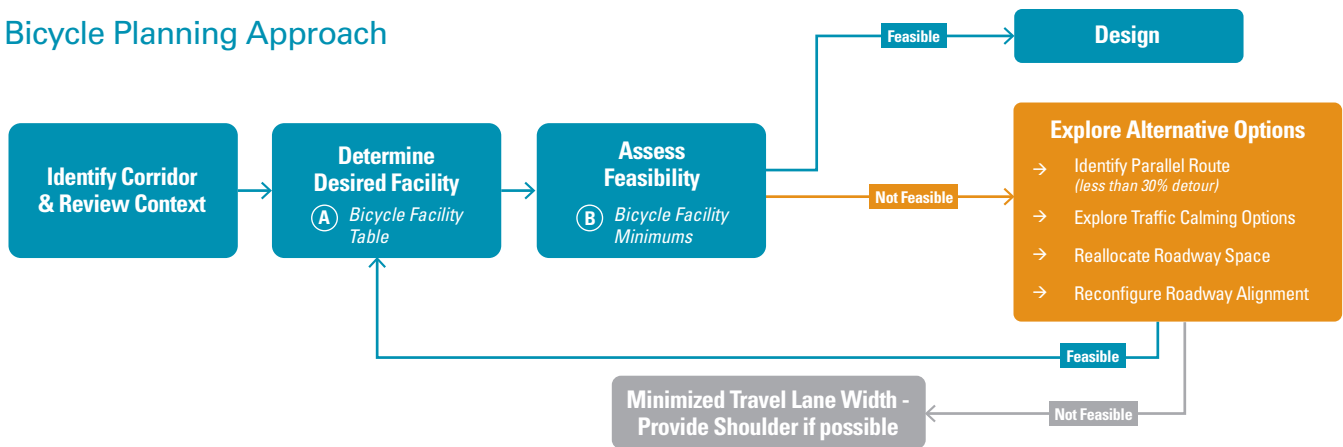 Bicycle Planning Approach
Identify Corridor
& Review Context
Determine
Desired Facility
A Bicycle Facility
Table
Assess
Feasibility
B Bicycle Facility
Minimums
Feasible
Design
Not Feasible
Explore Alternative Options
→ Identify Parallel Route
(less than 30% detour)
→ Explore Traffic Calming Options
→ Reallocate Roadway Space
→ Reconfigure Roadway Alignment
Feasible
Not Feasible
Minimized Travel Lane Width -
Provide Shoulder if possible